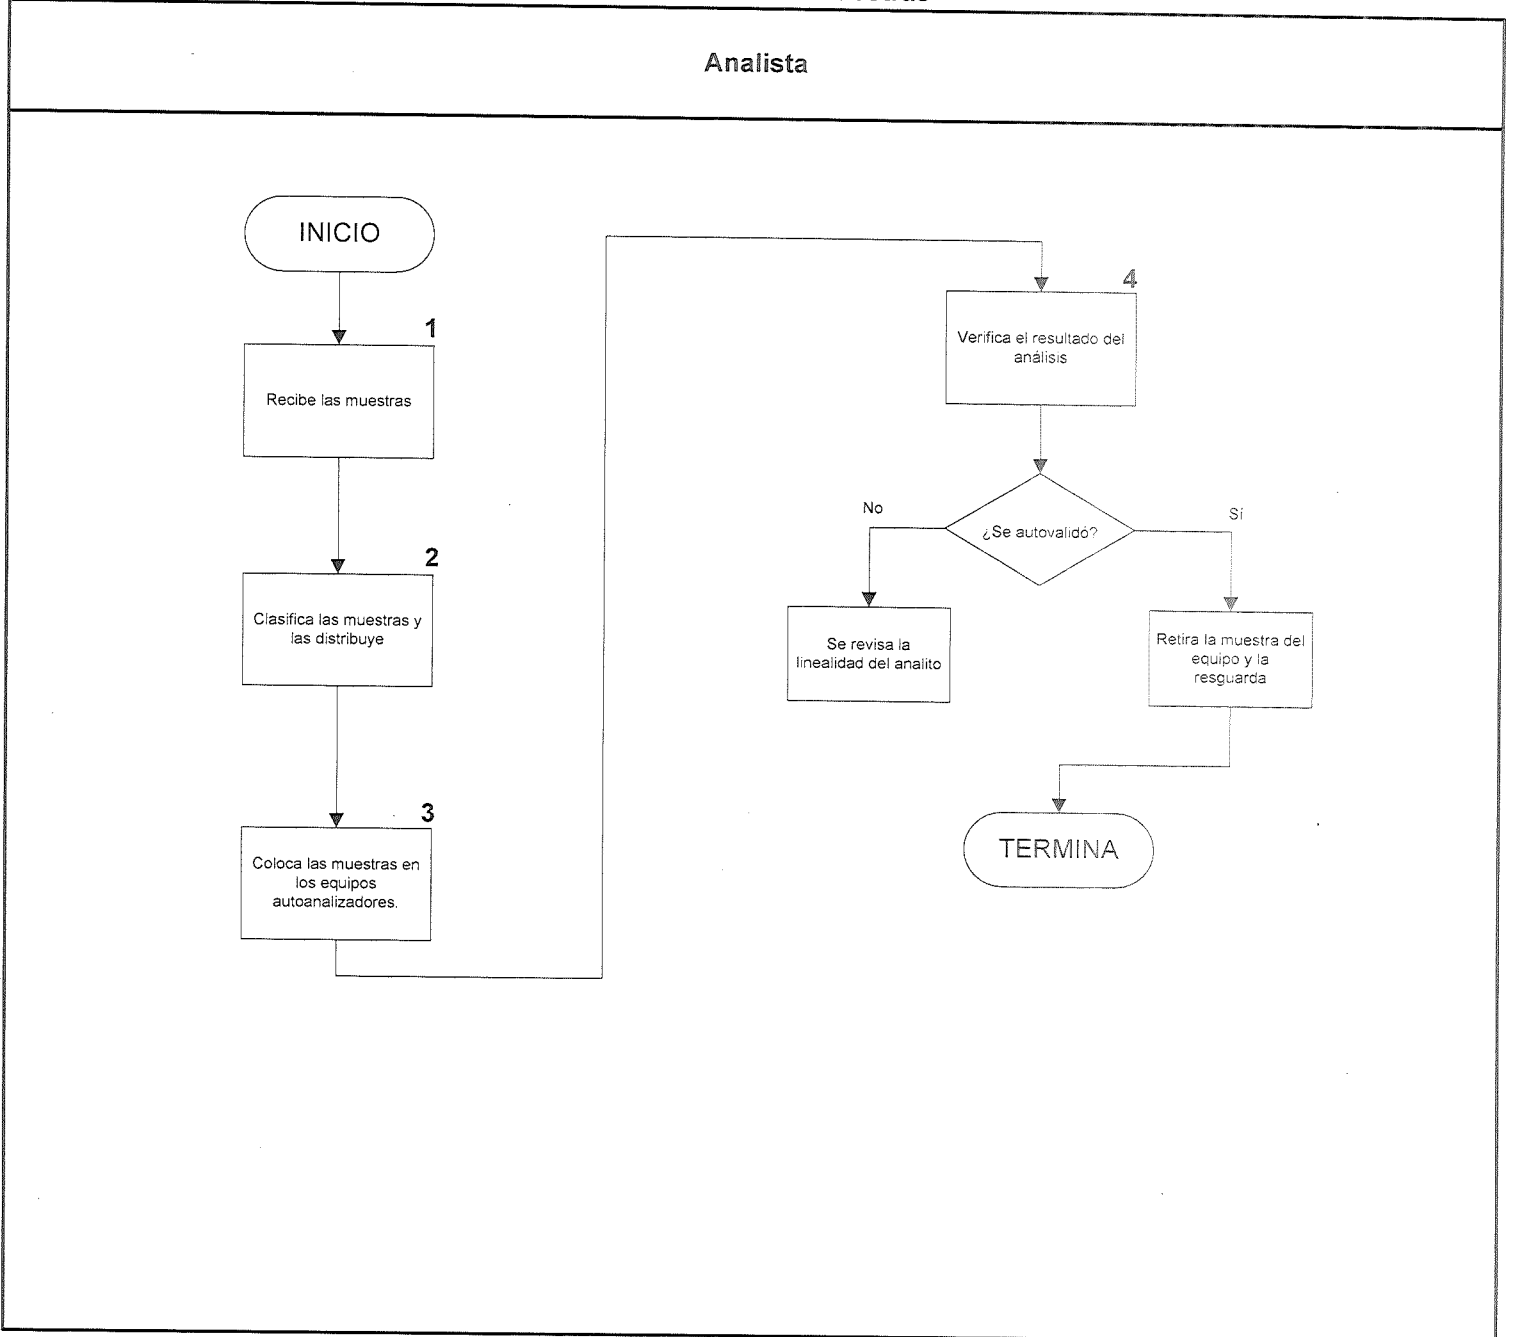 Analista
INICIO
1
Recibe las muestras
2
Clasifica las muestras y
las distribuye
3
Coloca las muestras en
los equipos
autoanalizadores.
4
Verifica el resultado del
análisis
¿Se autovalidó?
No
Sí
Se revisa la
linealidad del analito
Retira la muestra del
equipo y la
resguarda
TERMINA